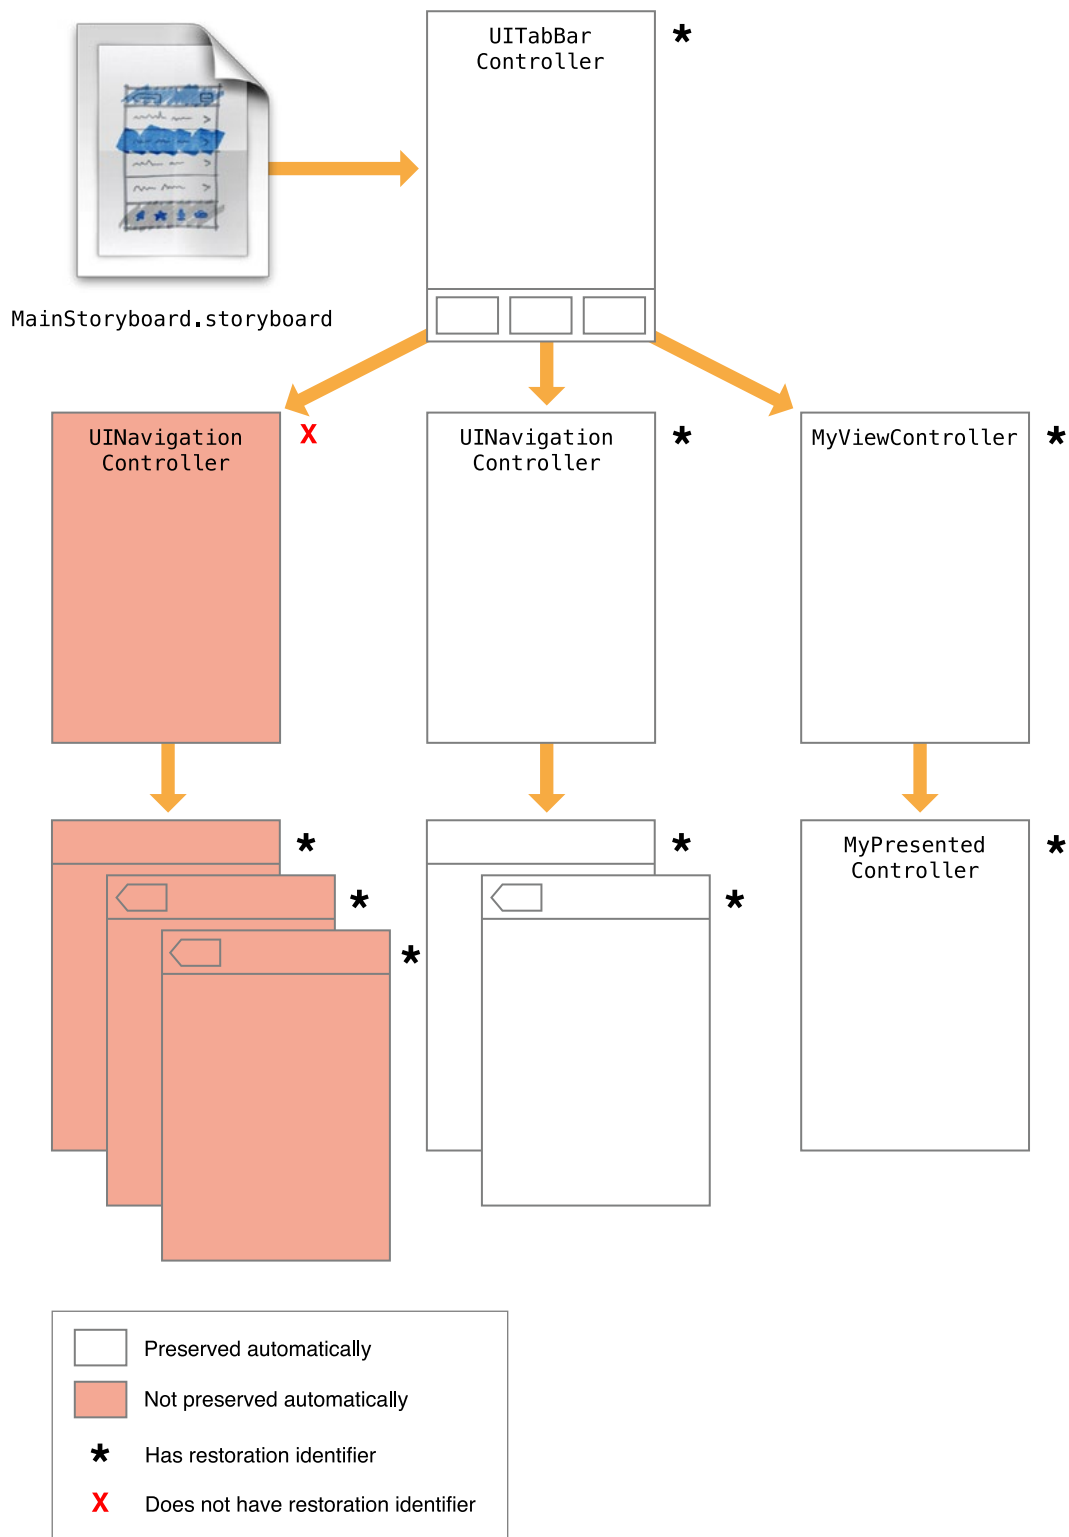 UITabBar
Controller
*
MainStoryboard.storyboard
UINavigation
Controller
X
UINavigation
Controller
*
MyViewController
*
*
*
*
*
*
MyPresented
Controller
*
Preserved automatically
Not preserved automatically
* Has restoration identifier
X Does not have restoration identifier